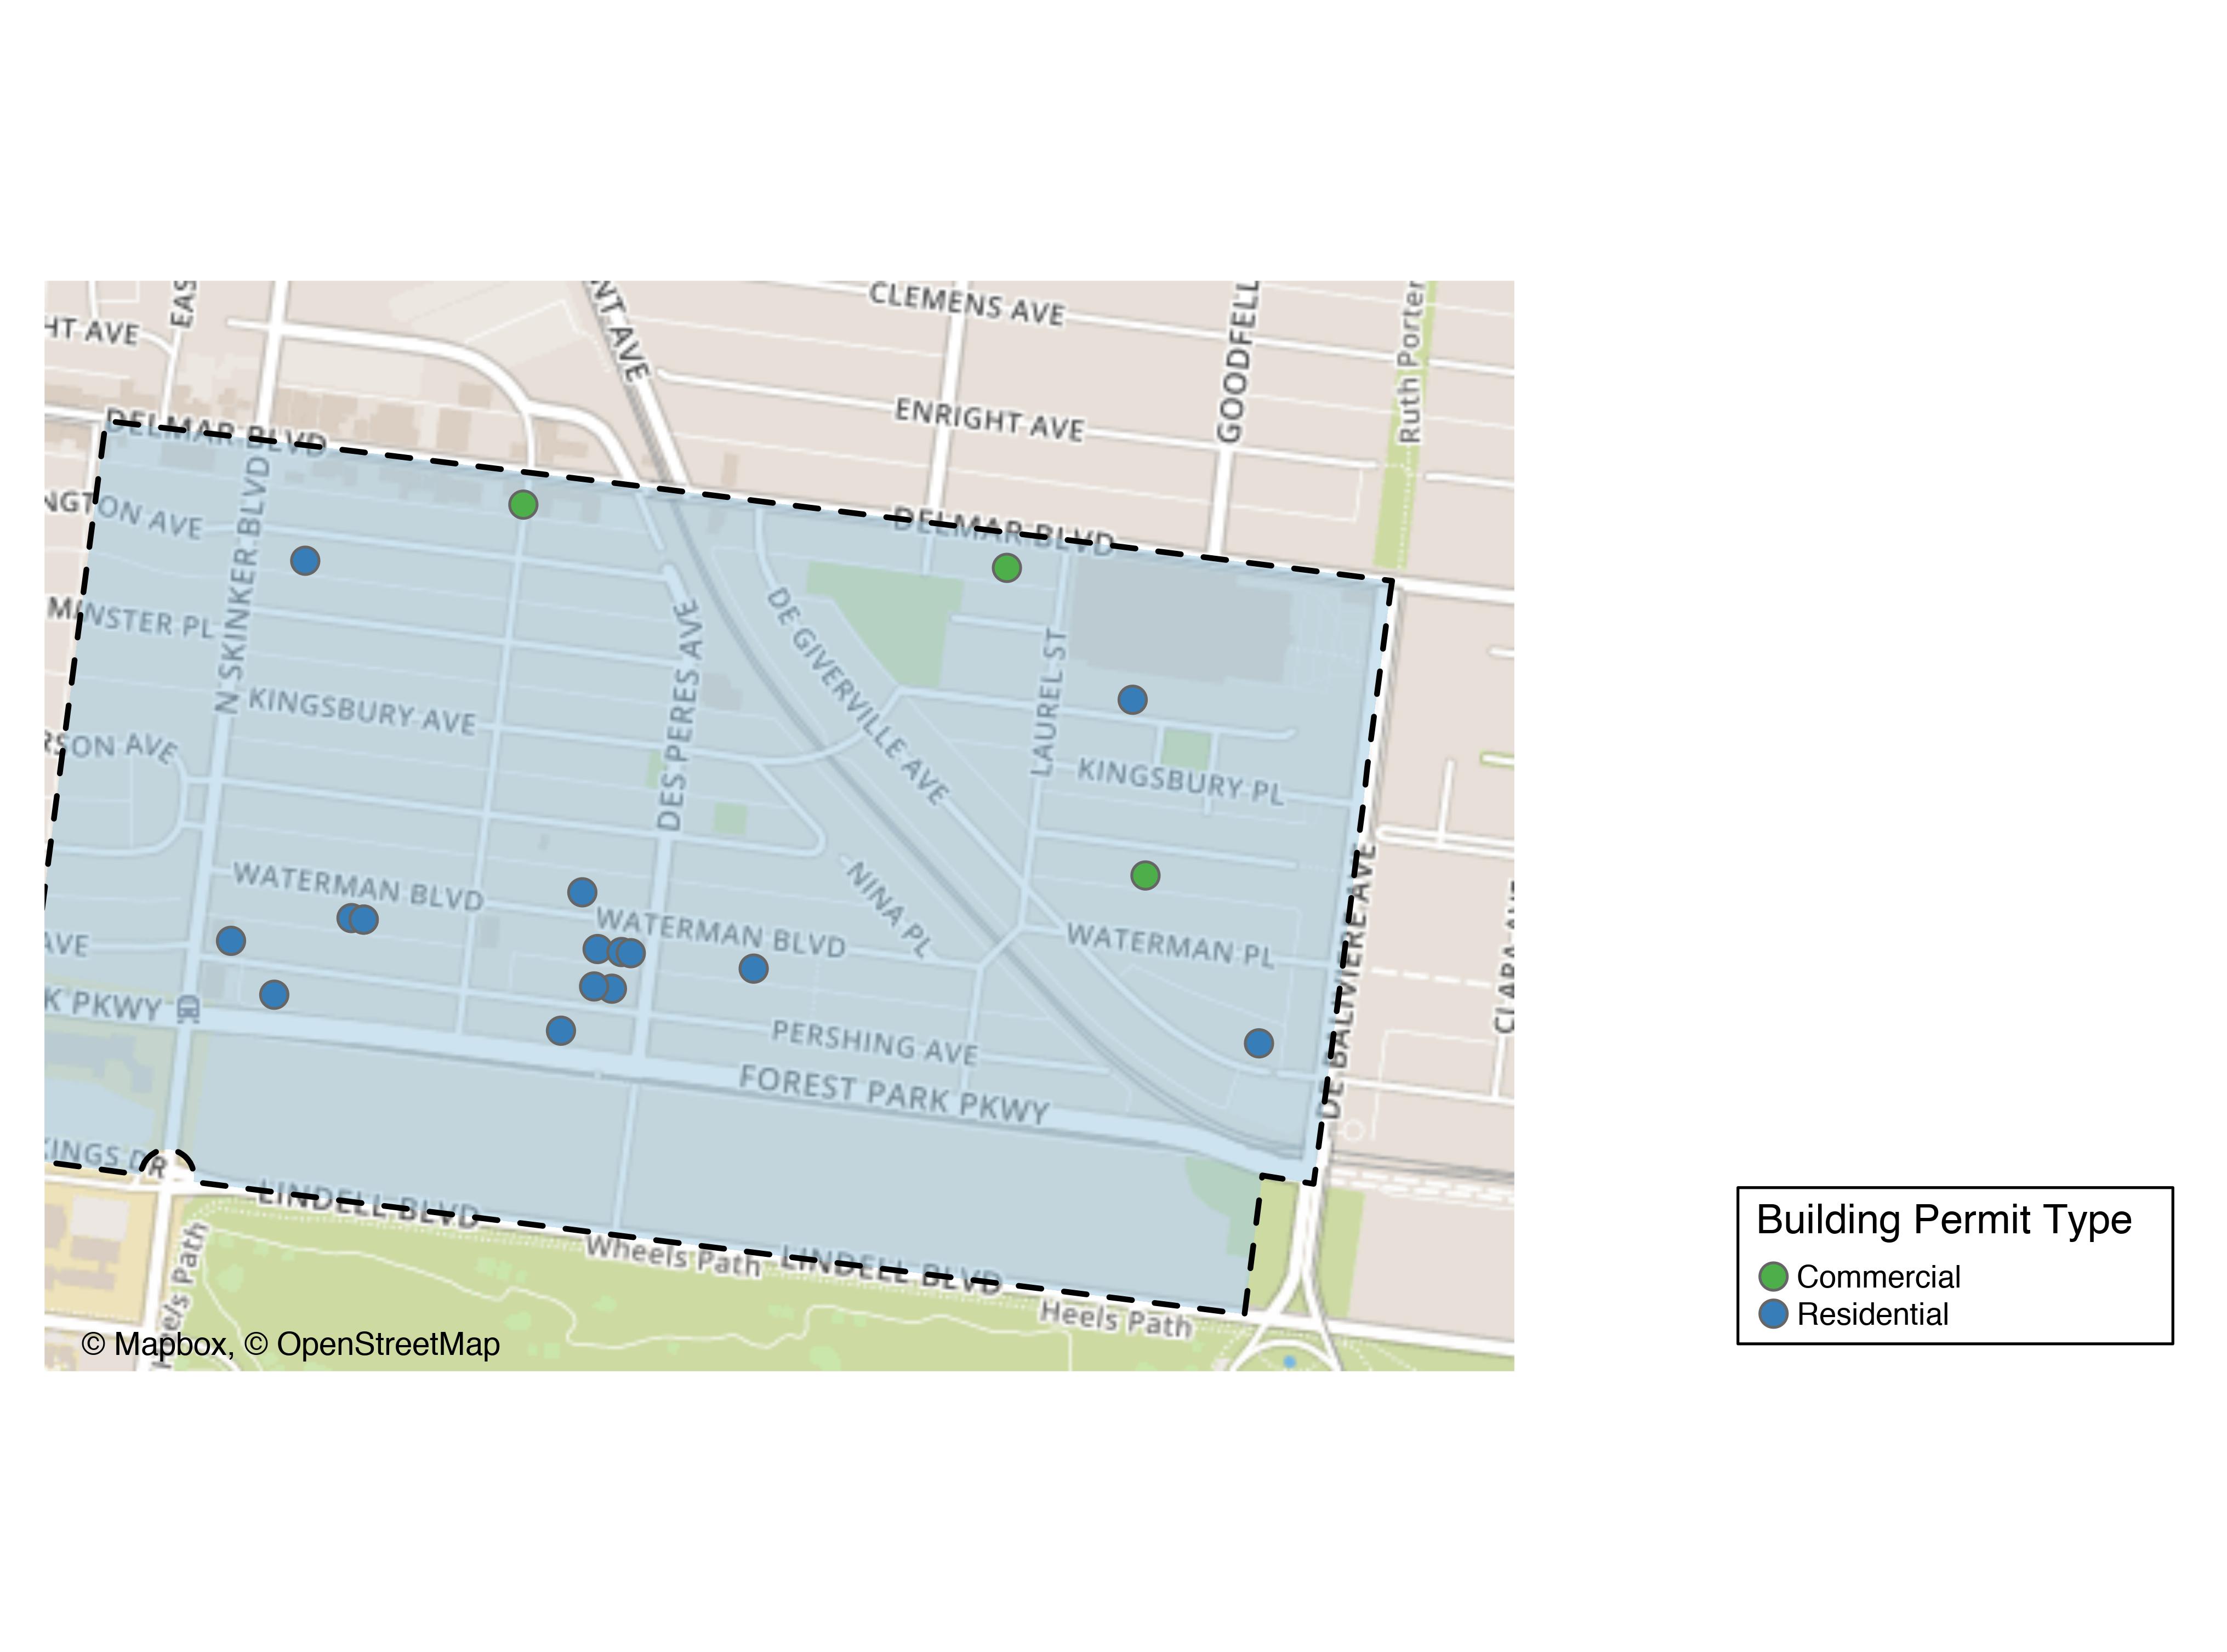 CLEMENS AVE
EAS
NT AVE
GOODFELL
Ruth Porter
HT AVE
ENRIGHT AVE
DELMAR BLVD
DELMAR BLVD
NGTON AVE
N SKINKER BLVD
MINSTER PL
DE GIVERVILLE AVE
DES PERES AVE
LAUREL ST
KINGSBURY AVE
RSON AVE
KINGSBURY PL
WATERMAN BLVD
NINA PL
WATERMAN BLVD
WATERMAN PL
AVE
DE BALIVIERE AVE
CLARA AVE
K PKWY
PERSHING AVE
FOREST PARK PKWY
KINGS DR
LINDELL BLVD
Wheels Path
LINDELL BLVD
Heels Path
heels Path
© Mapbox, © OpenStreetMap
Building Permit Type
Commercial
Residential